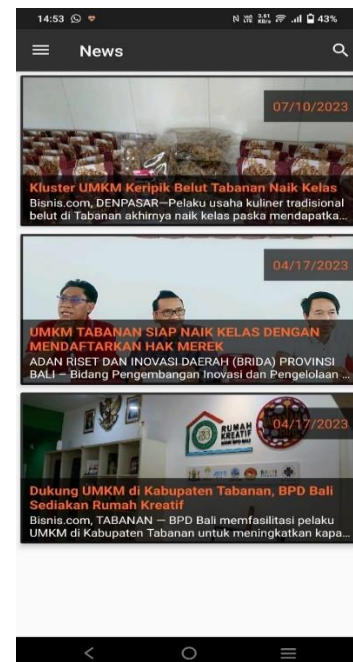 14:53
43%
News
07/10/2023
Kluster UMKM Keripik Belut Tabanan Naik Kelas
Bisnis.com, DENPASAR—Pelaku usaha kuliner tradisional
belut di Tabanan akhirnya naik kelas paska mendapatka...
04/17/2023
UMKM TABANAN SIAP NAIK KELAS DENGAN
MENDAFTARKAN HAK MEREK
ADAN RISET DAN INOVASI DAERAH (BRIDA) PROVINSI
BALI – Bidang Pengembangan Inovasi dan Pengelolaan ...
RUMAH
KREATIF
04/17/2023
Dukung UMKM di Kabupaten Tabanan, BPD Bali
Sediakan Rumah Kreatif
Bisnis.com, TABANAN — BPD Bali memfasilitasi pelaku
UMKM di Kabupaten Tabanan untuk meningkatkan kapa...